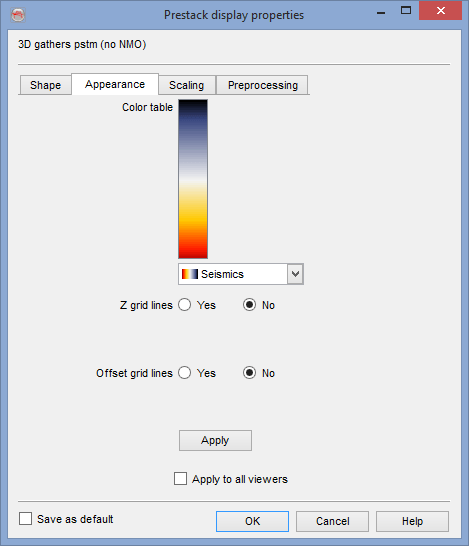 Prestack display properties
3D gathers pstm (no NMO)
Shape Appearance Scaling Preprocessing
Color table
Seismics
Z grid lines Yes No
Offset grid lines Yes No
Apply
Apply to all viewers
Save as default OK Cancel Help